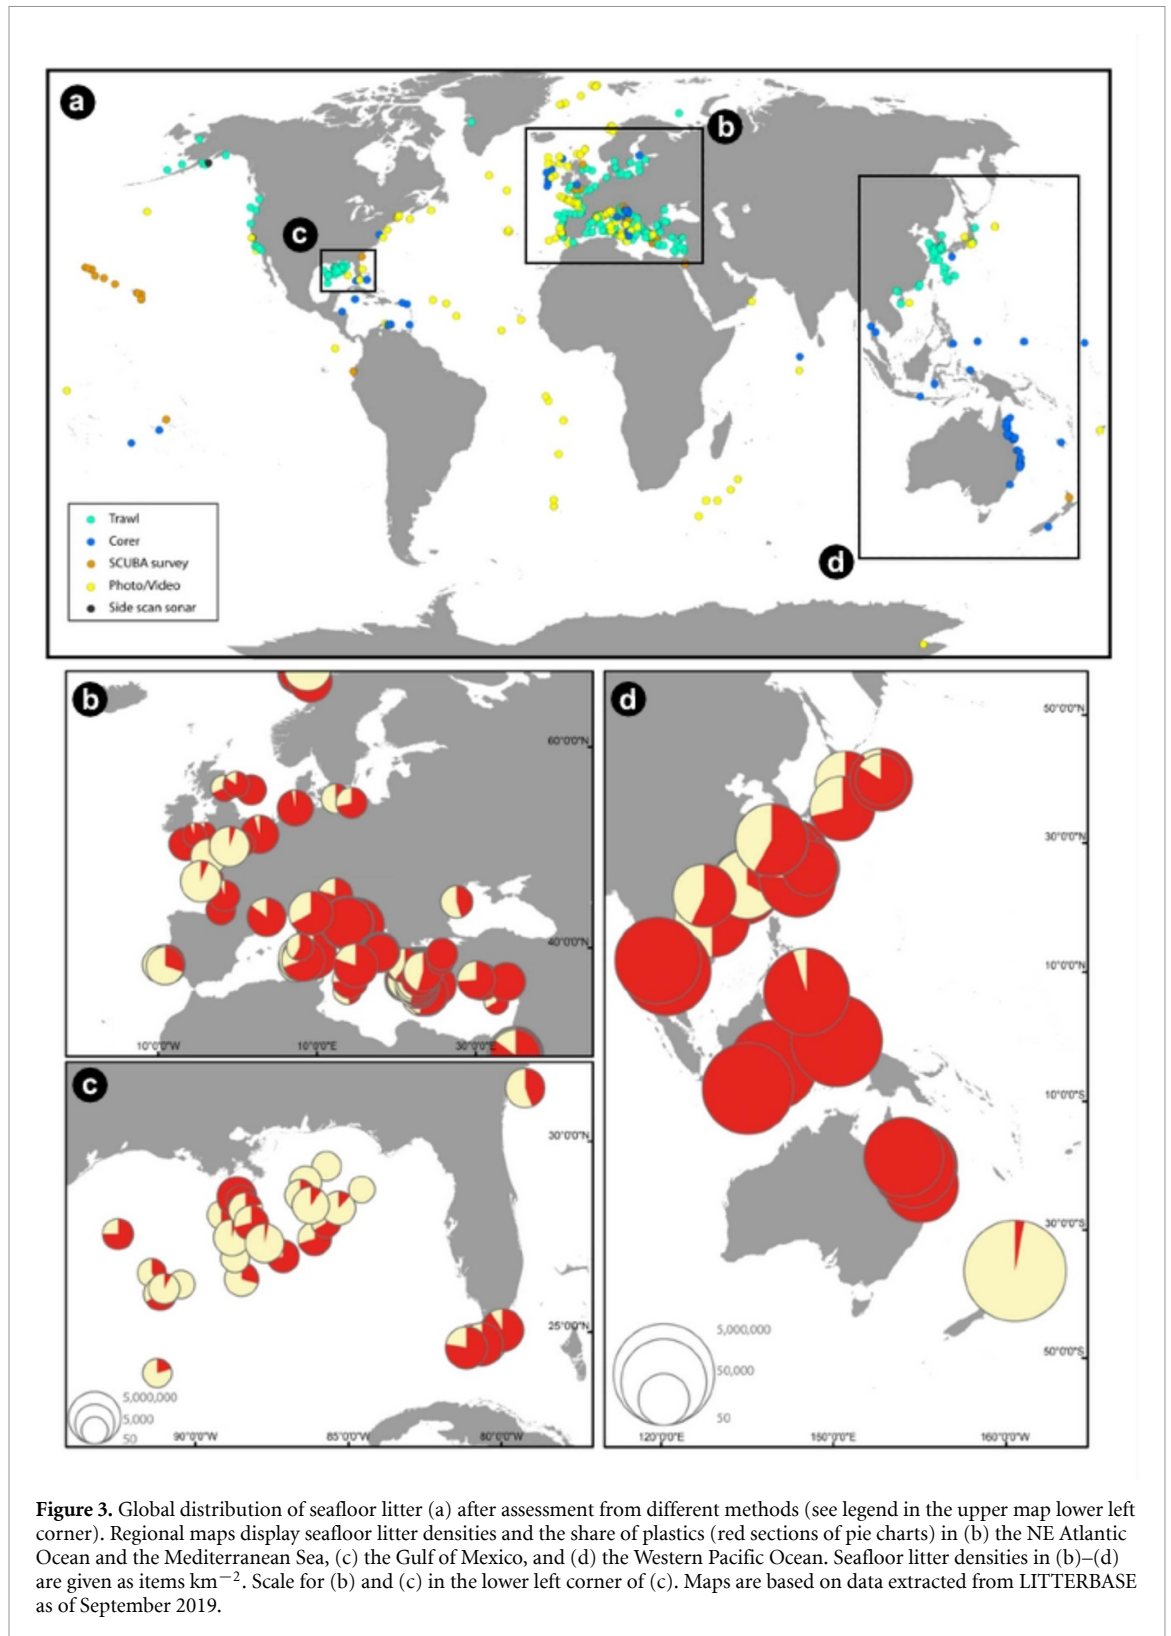 a
b
c
d
Trawl
Corer
SCUBA survey
Photo/Video
Side scan sonar
b
60°0'0"N
40°0'0"N
10°0'0"W
10°0'0"E
30°0'0"E
c
30°0'0"N
25°0'0"N
5,000,000
5,000
50
90°0'0"W
85°0'0"W
80°0'0"W
d
50°0'0"N
30°0'0"N
10°0'0"N
10°0'0"S
30°0'0"S
50°0'0"S
5,000,000
50,000
50
120°0'0"E
150°0'0"E
160°0'0"W
Figure 3. Global distribution of seafloor litter (a) after assessment from different methods (see legend in the upper map lower left
corner). Regional maps display seafloor litter densities and the share of plastics (red sections of pie charts) in (b) the NE Atlantic
Ocean and the Mediterranean Sea, (c) the Gulf of Mexico, and (d) the Western Pacific Ocean. Seafloor litter densities in (b)–(d)
are given as items km−2. Scale for (b) and (c) in the lower left corner of (c). Maps are based on data extracted from LITTERBASE
as of September 2019.